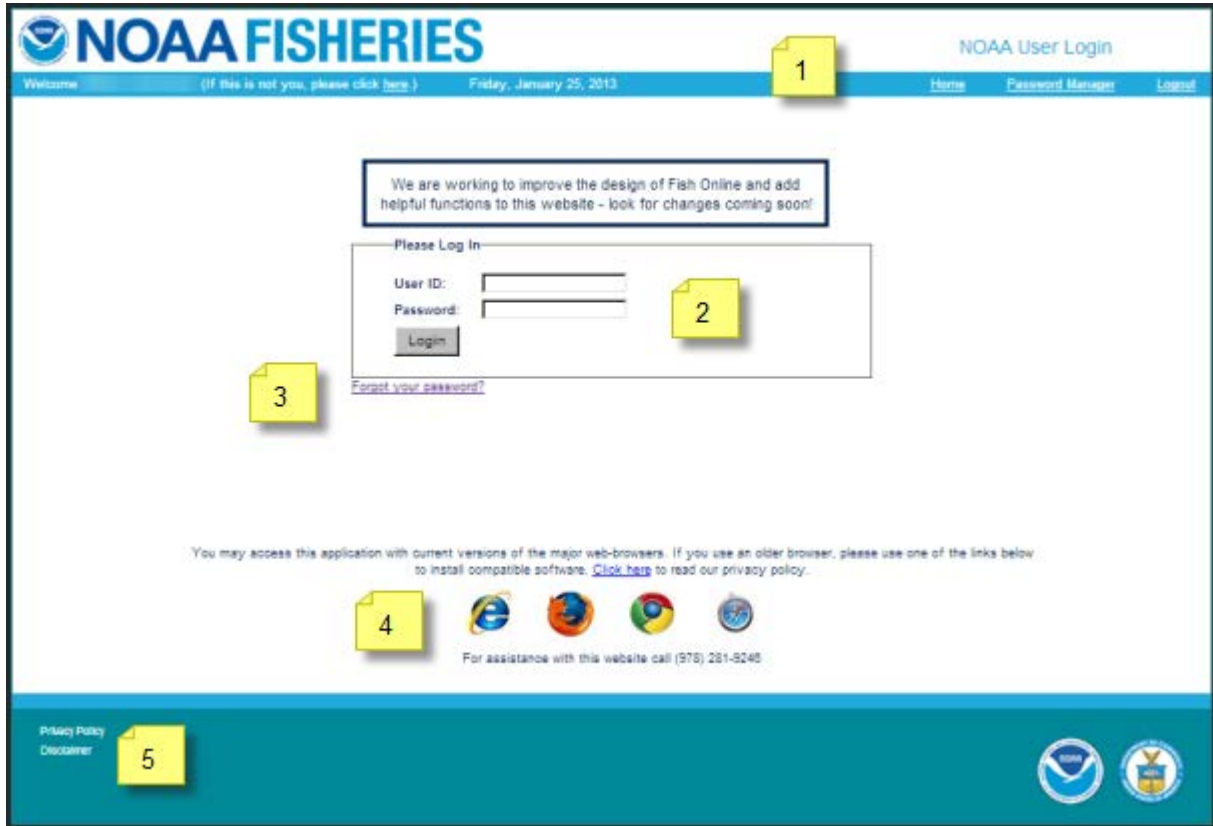 NOAA FISHERIES
NOAA User Login
1
Welcome (If this is not you, please click here.) Friday, January 25, 2013 Home Password Manager Logout
We are working to improve the design of Fish Online and add
helpful functions to this website - look for changes coming soon!
Please Log In
User ID:
Password:
2
Login
Forgot your password?
3
You may access this application with current versions of the major web-browsers. If you use an older browser, please use one of the links below
to install compatible software. Click here to read our privacy policy.
4
For assistance with this website call (978) 281-9246
Privacy Policy
Disclaimer
5
NOAA